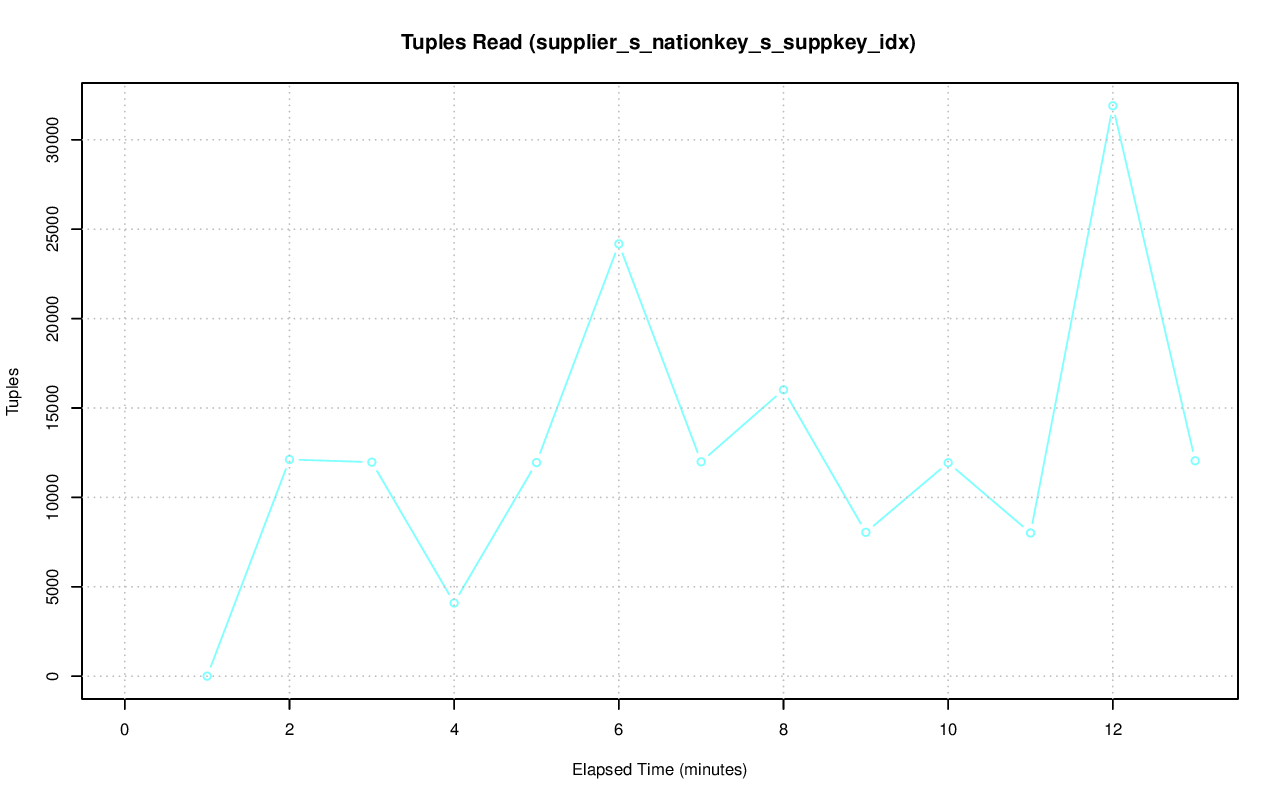 Tuples Read (supplier_s_nationkey_s_suppkey_idx)
30000
25000
20000
15000
10000
5000
0
Tuples
0 2 4 6 8 10 12
Elapsed Time (minutes)